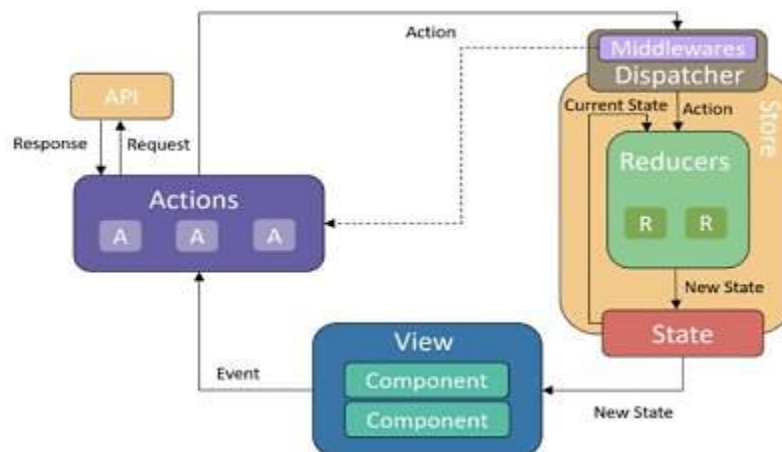 Action
Middlewares
Dispatcher
API
Current State
Action
Store
Response
Request
Reducers
Actions
A A A
R R
New State
View
State
Event
Component
Component
New State